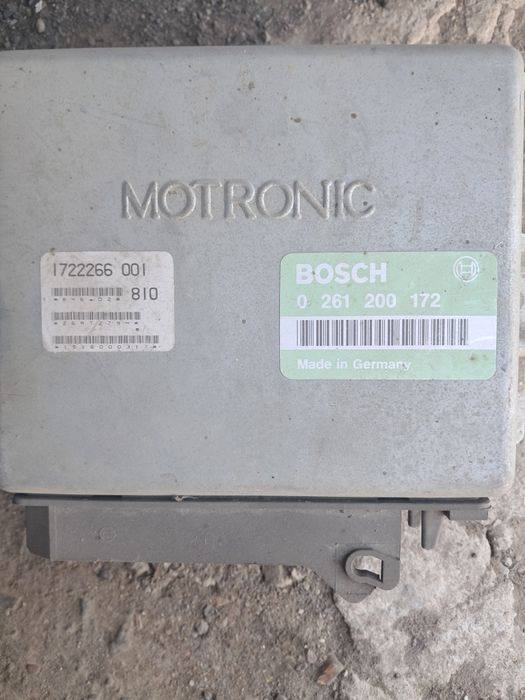 MOTRONIC
1722266 001
810
BOSCH
0 261 200 172
Made in Germany